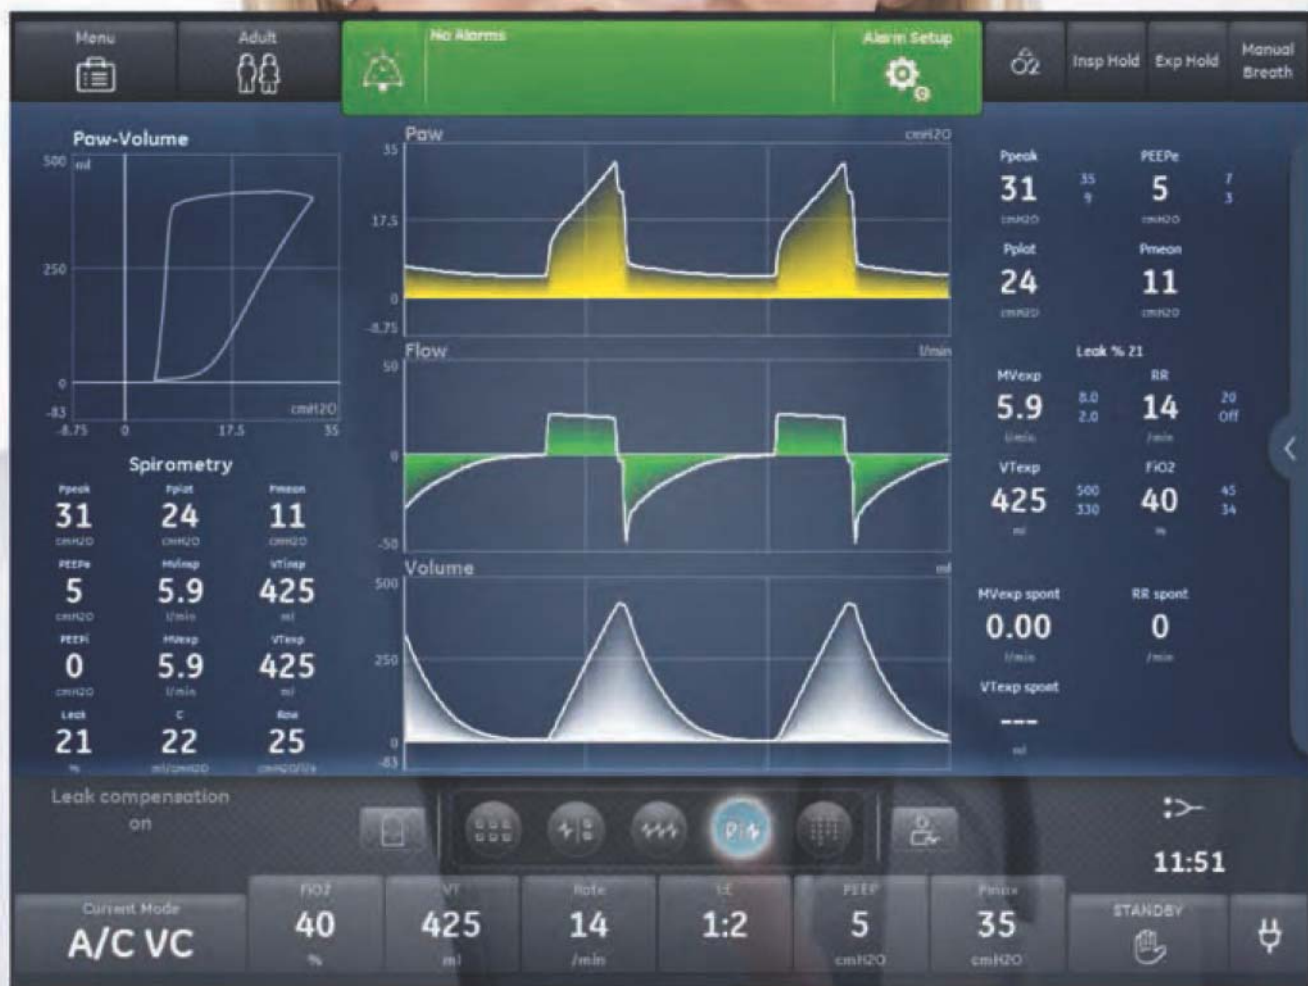 Menu
Adult
No Alarms
Alarm Setup
O2
Insp Hold
Exp Hold
Manual
Breath
Paw-Volume
500 ml
250
0
-83
-8.75 0 17.5 35
cmH2O
Spirometry
Ppeak Pplat Pmean
31 24 11
cmH2O cmH2O cmH2O
PEEPe MVinsp VTinsp
5 5.9 425
cmH2O l/min ml
PEEPi MVexp VTexp
0 5.9 425
cmH2O l/min ml
Leak C Raw
21 22 25
% ml/cmH2O cmH2O/l/s
Paw cmH2O
35
17.5
0
-8.75
Flow l/min
50
0
-50
Volume ml
500
250
0
-83
Ppeak PEEPe
31 35 5 7
9 3
cmH2O cmH2O
Pplat Pmean
24 11
cmH2O cmH2O
Leak % 21
MVexp RR
5.9 8.0 14 20
2.0 Off
l/min /min
VTexp FiO2
425 500 40 45
330 34
ml %
MVexp spont RR spont
0.00 0
l/min /min
VTexp spont
---
ml
Leak compensation
on
11:51
Current Mode
A/C VC
FiO2
40
%
VT
425
ml
Rate
14
/min
I:E
1:2
PEEP
5
cmH2O
Pmax
35
cmH2O
STANDBY